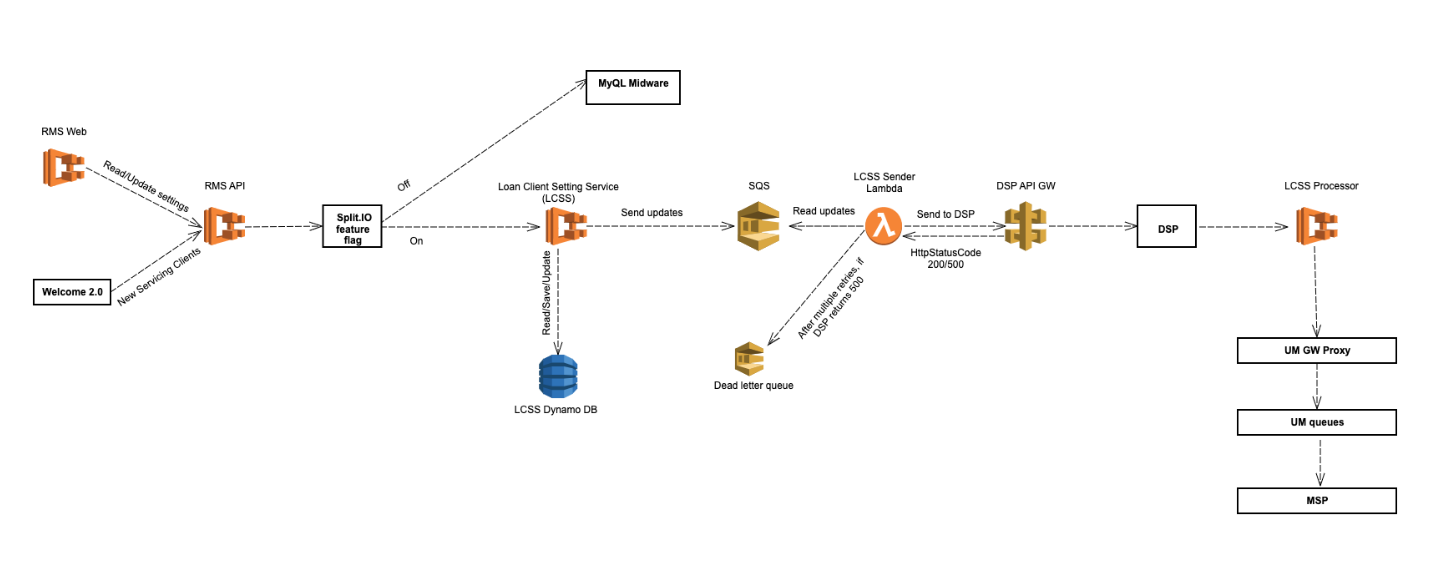 MyQL Midware
RMS Web
Read/Update settings
RMS API
Off
Loan Client Setting Service
(LCSS)
SQS
LCSS Sender
Lambda
DSP API GW
LCSS Processor
Split.IO
feature
flag
On
Send updates
Read updates
Send to DSP
DSP
HttpStatusCode
200/500
New Servicing Clients
Welcome 2.0
Read/Save/Update
After multiple retries, if
DSP returns 500
UM GW Proxy
Dead letter queue
LCSS Dynamo DB
UM queues
MSP